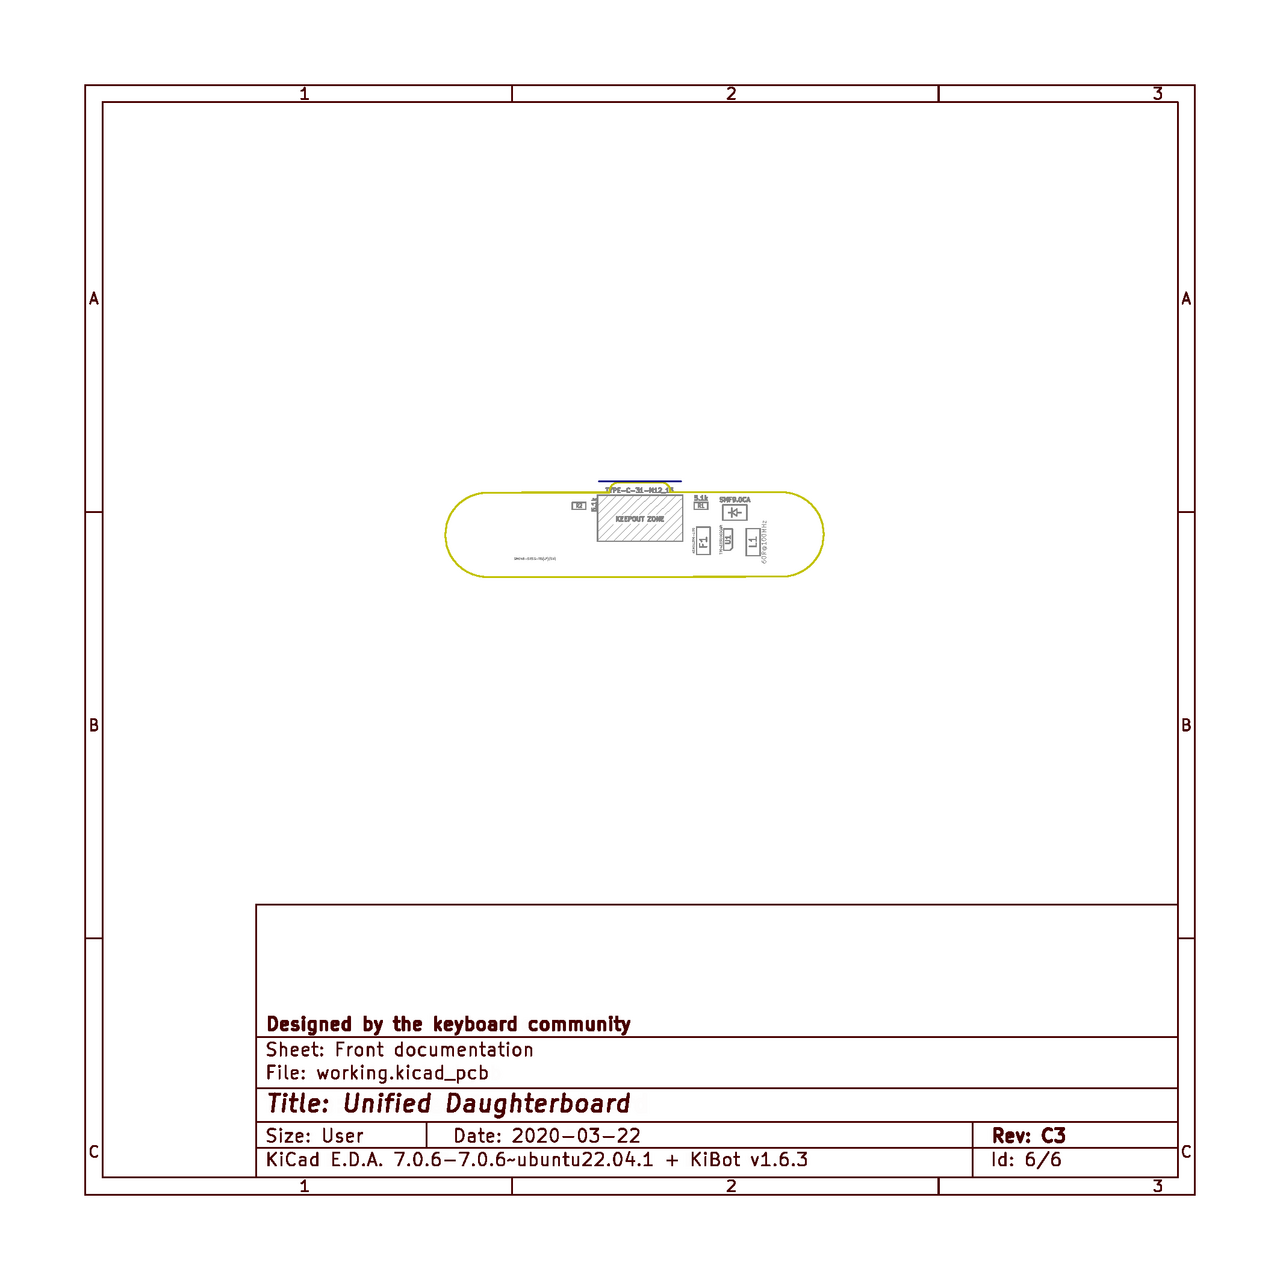 1 2 3
A A
TYPE-C-31-M12_14
5.1k
SMF9.0CA
R2
5.1k
R1
KEEPOUT ZONE
F1
U1
L1
60R@100MHz
B B
Designed by the keyboard community
Sheet: Front documentation
File: working.kicad_pcb
Title: Unified Daughterboard
Size: User Date: 2020-03-22 Rev: C3
C C
KiCad E.D.A. 7.0.6-7.0.6~ubuntu22.04.1 + KiBot v1.6.3 Id: 6/6
1 2 3